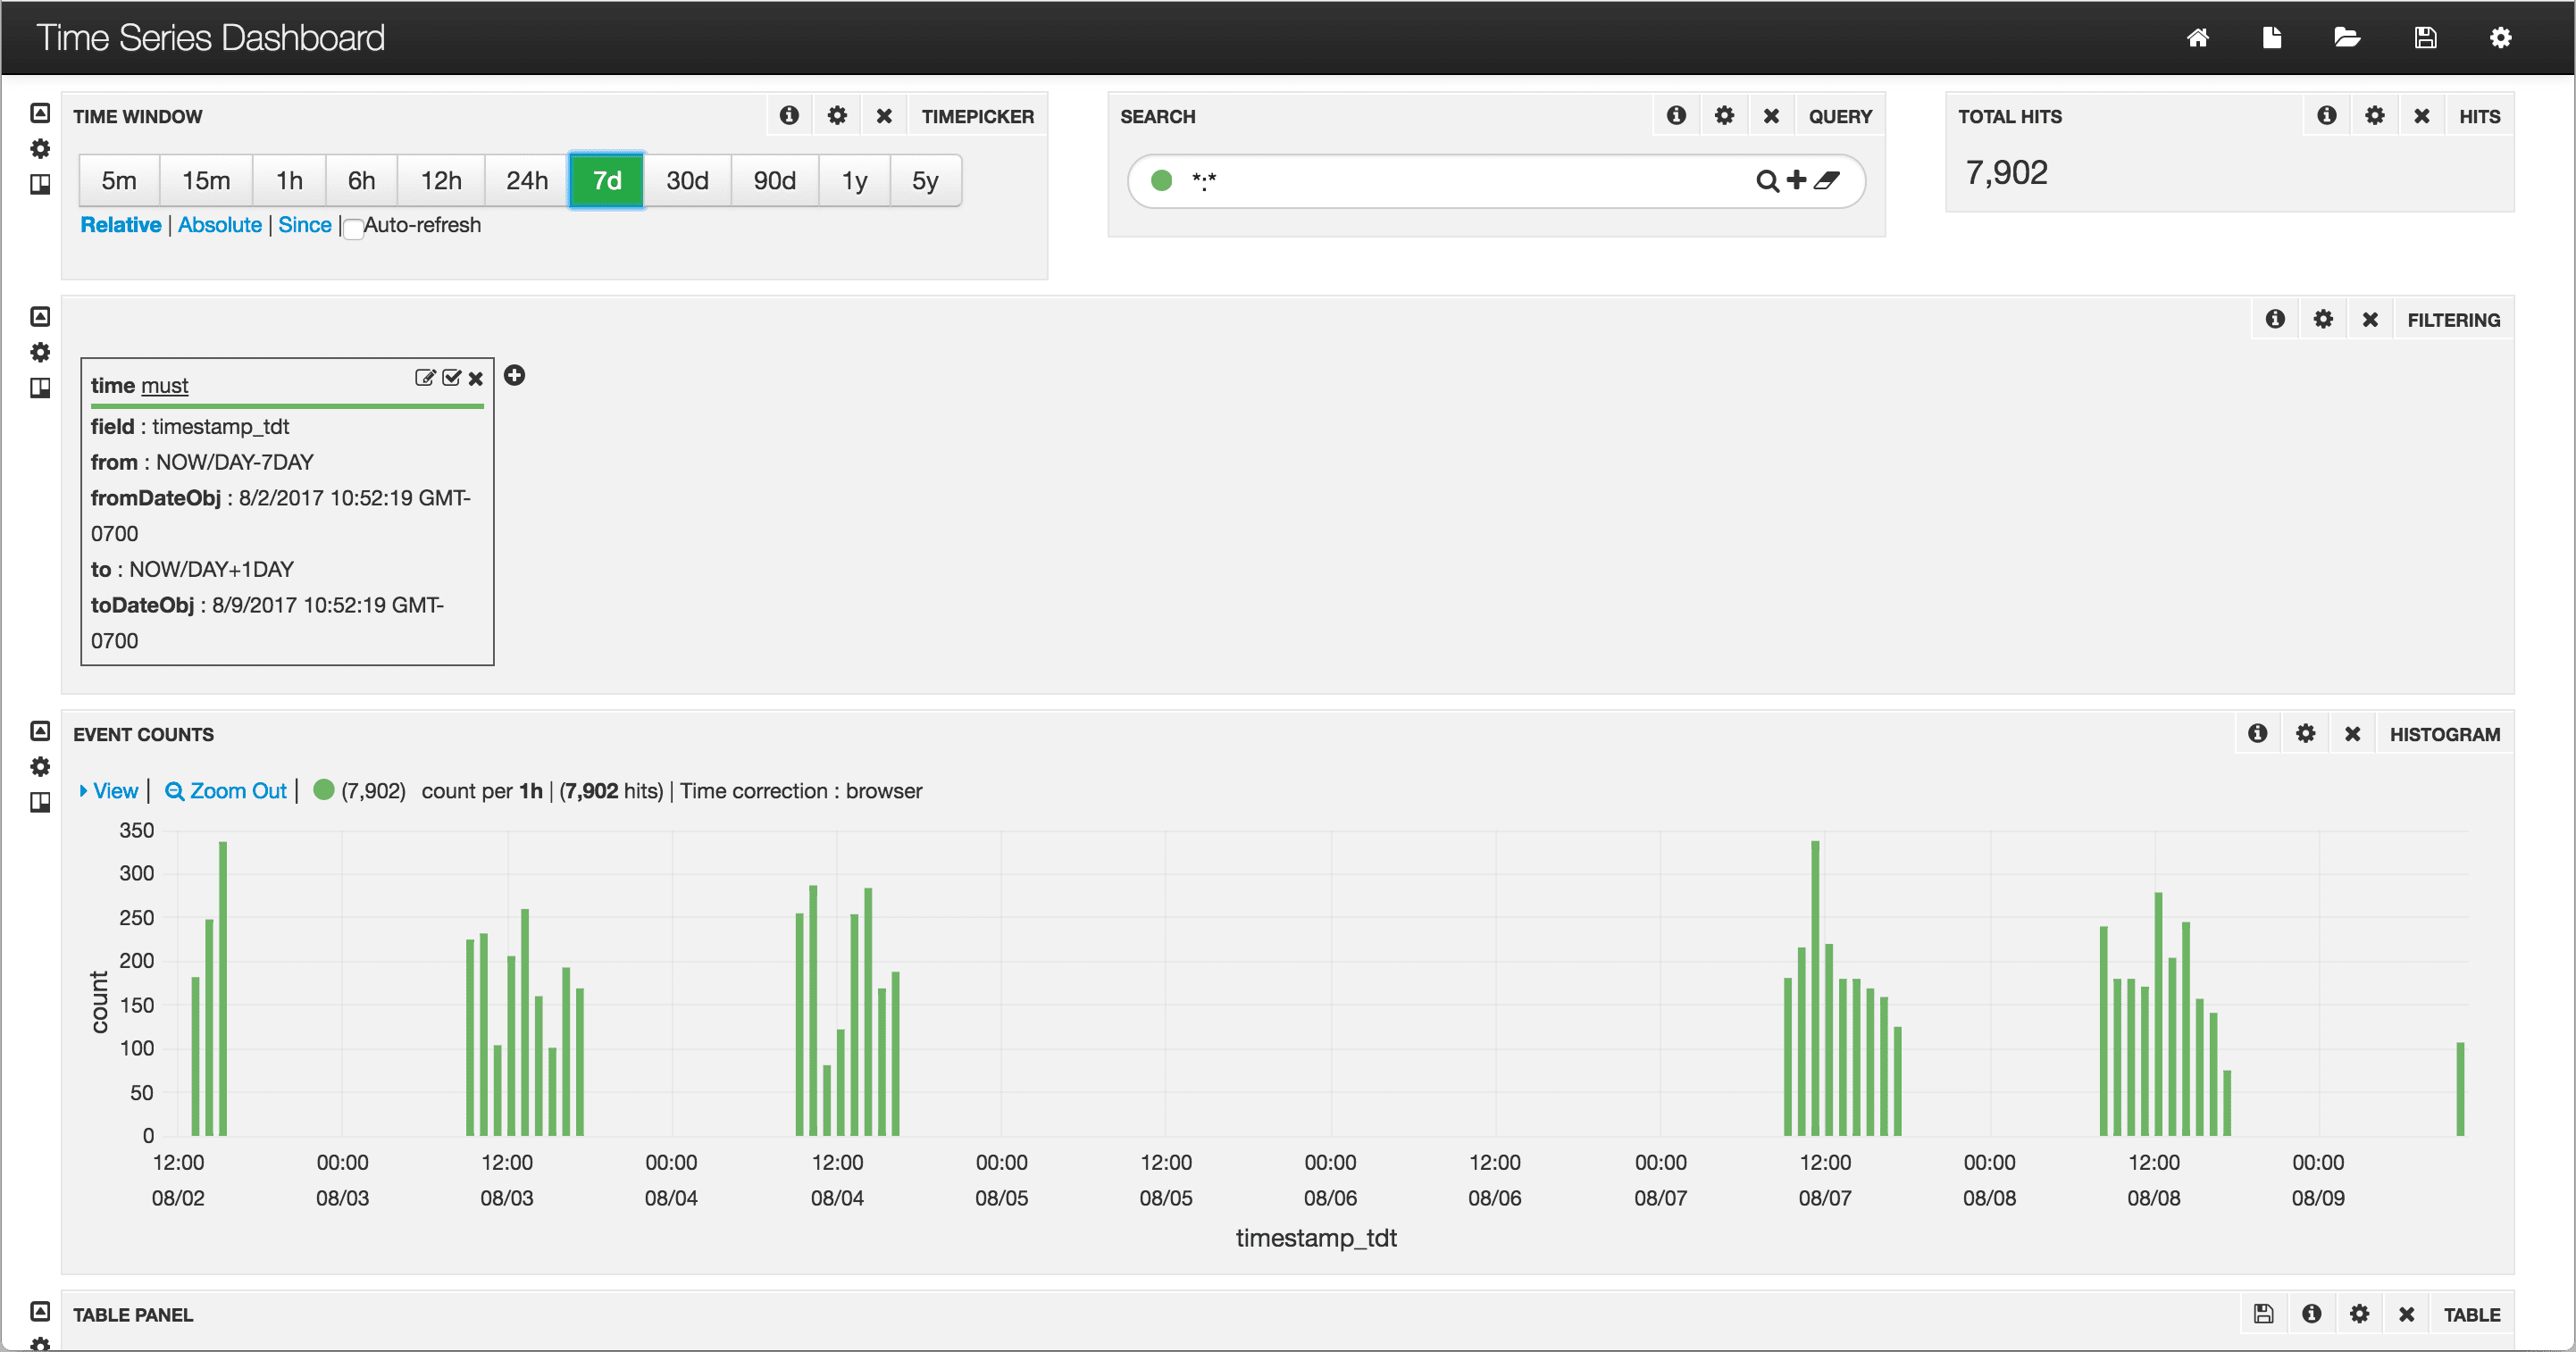 Time Series Dashboard
TIME WINDOW
TIMEPICKER
5m 15m 1h 6h 12h 24h 7d 30d 90d 1y 5y
Relative | Absolute | Since | Auto-refresh
SEARCH
QUERY
*:*
TOTAL HITS
HITS
7,902
FILTERING
time must
field : timestamp_tdt
from : NOW/DAY-7DAY
fromDateObj : 8/2/2017 10:52:19 GMT-
0700
to : NOW/DAY+1DAY
toDateObj : 8/9/2017 10:52:19 GMT-
0700
EVENT COUNTS
HISTOGRAM
View | Zoom Out | (7,902) count per 1h | (7,902 hits) | Time correction : browser
350
300
250
200
150
100
50
0
count
12:00 00:00 12:00 00:00 12:00 00:00 12:00 00:00 12:00 00:00 12:00 00:00 12:00 00:00
08/02 08/03 08/03 08/04 08/04 08/05 08/05 08/06 08/06 08/07 08/07 08/08 08/08 08/09
timestamp_tdt
TABLE PANEL
TABLE